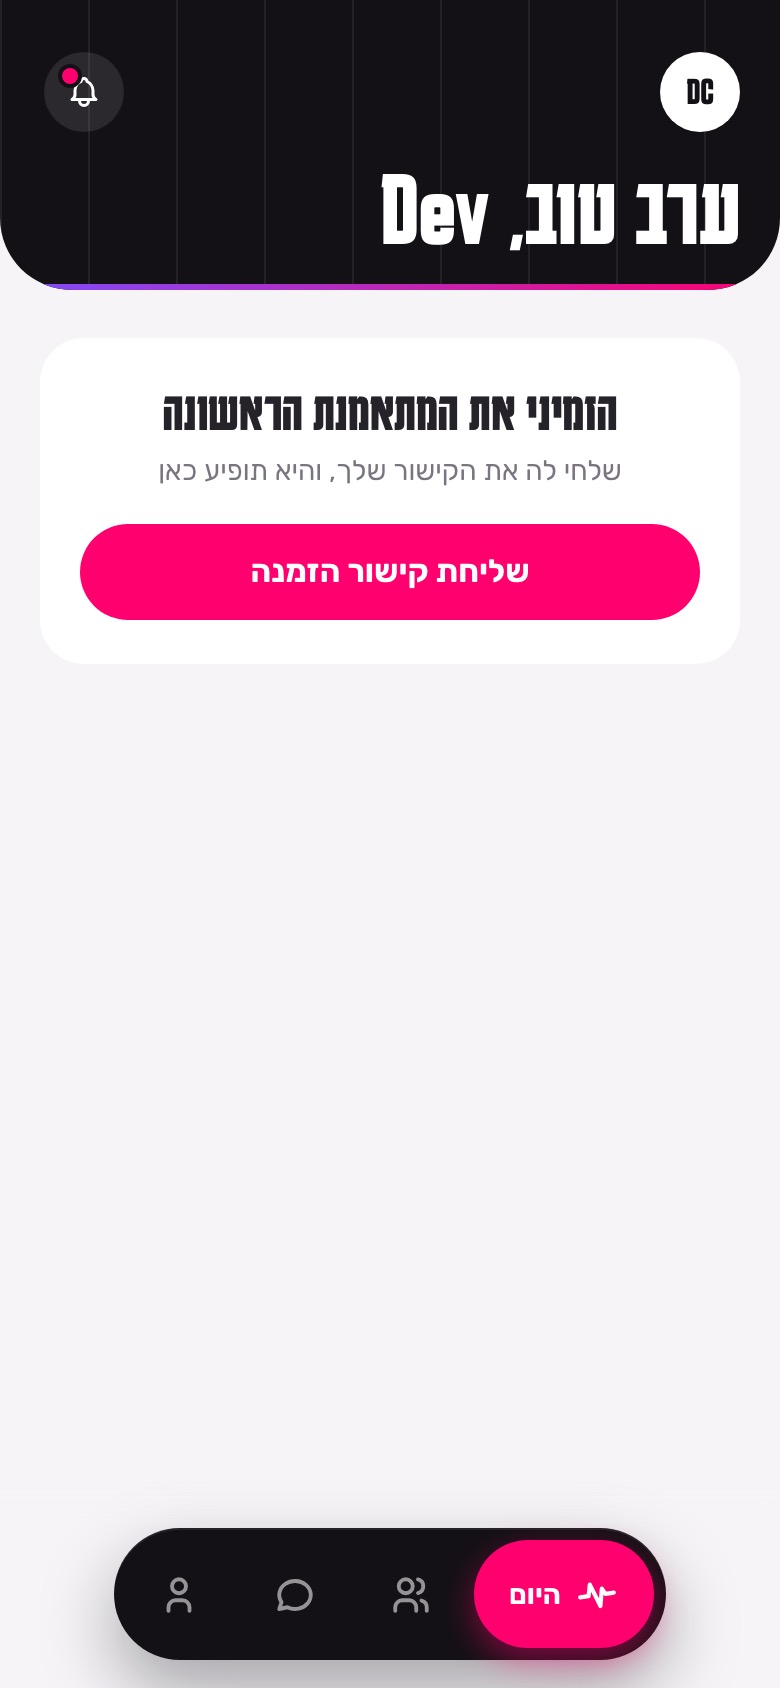 DC
ערב טוב, Dev
הזמיני את המתאמנת הראשונה
שלחי לה את הקישור שלך, והיא תופיע כאן
שליחת קישור הזמנה
היום